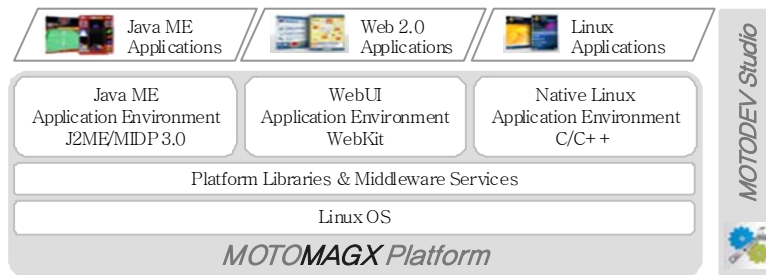 Java ME
Applications
Web 2.0
Applications
Linux
Applications
Java ME
Application Environment
J2ME/MIDP 3.0
WebUI
Application Environment
WebKit
Native Linux
Application Environment
C/C++
Platform Libraries & Middleware Services
Linux OS
MOTOMAGX Platform
MOTODEV Studio